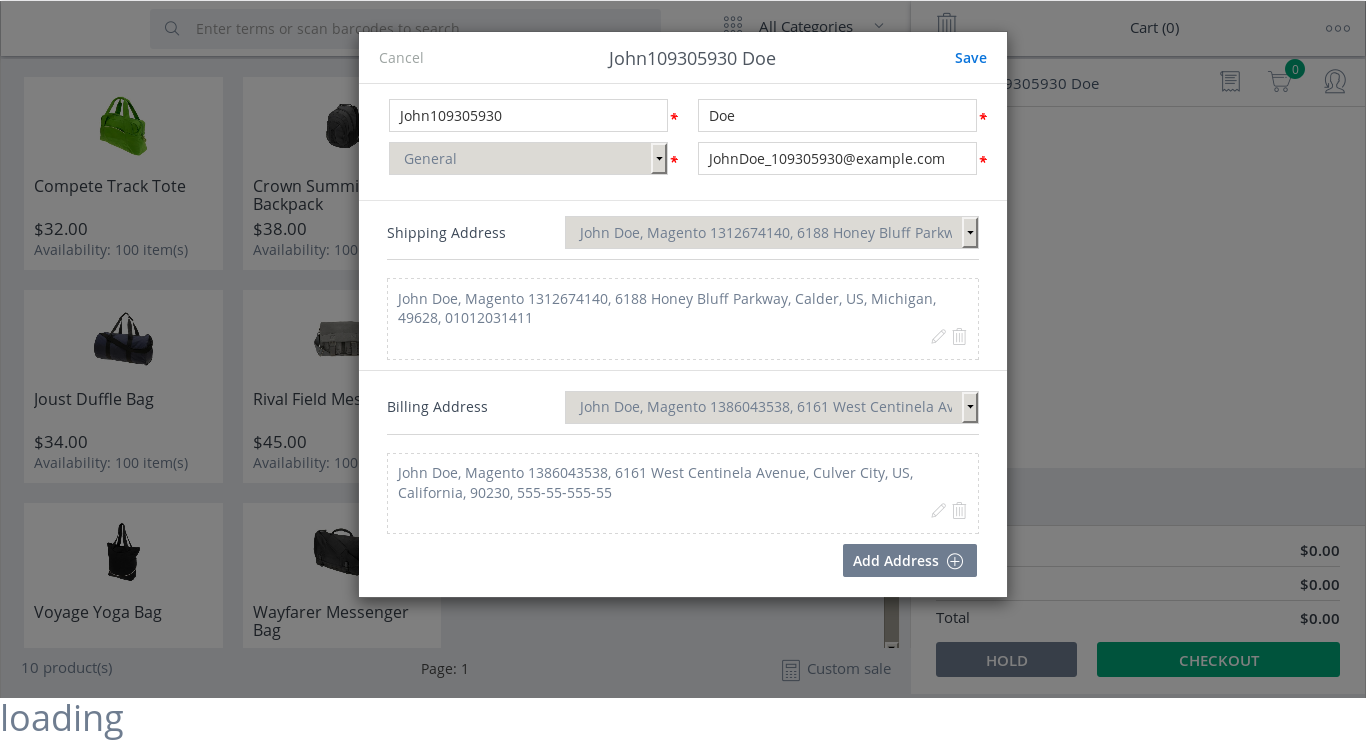 Enter terms or scan barcodes to search
All Categories
Cart (0)
Cancel
John109305930 Doe
Save
9305930 Doe
0
John109305930 *
Doe *
General *
JohnDoe_109305930@example.com *
Shipping Address
John Doe, Magento 1312674140, 6188 Honey Bluff Parkw
John Doe, Magento 1312674140, 6188 Honey Bluff Parkway, Calder, US, Michigan,
49628, 01012031411
Billing Address
John Doe, Magento 1386043538, 6161 West Centinela Av
John Doe, Magento 1386043538, 6161 West Centinela Avenue, Culver City, US,
California, 90230, 555-55-555-55
Add Address
Compete Track Tote
$32.00
Availability: 100 item(s)
Crown Summi
Backpack
$38.00
Availability: 100
Joust Duffle Bag
$34.00
Availability: 100 item(s)
Rival Field Mes
$45.00
Availability: 100
Voyage Yoga Bag
Wayfarer Messenger
Bag
10 product(s)
Page: 1
Custom sale
$0.00
$0.00
Total
$0.00
HOLD
CHECKOUT
loading